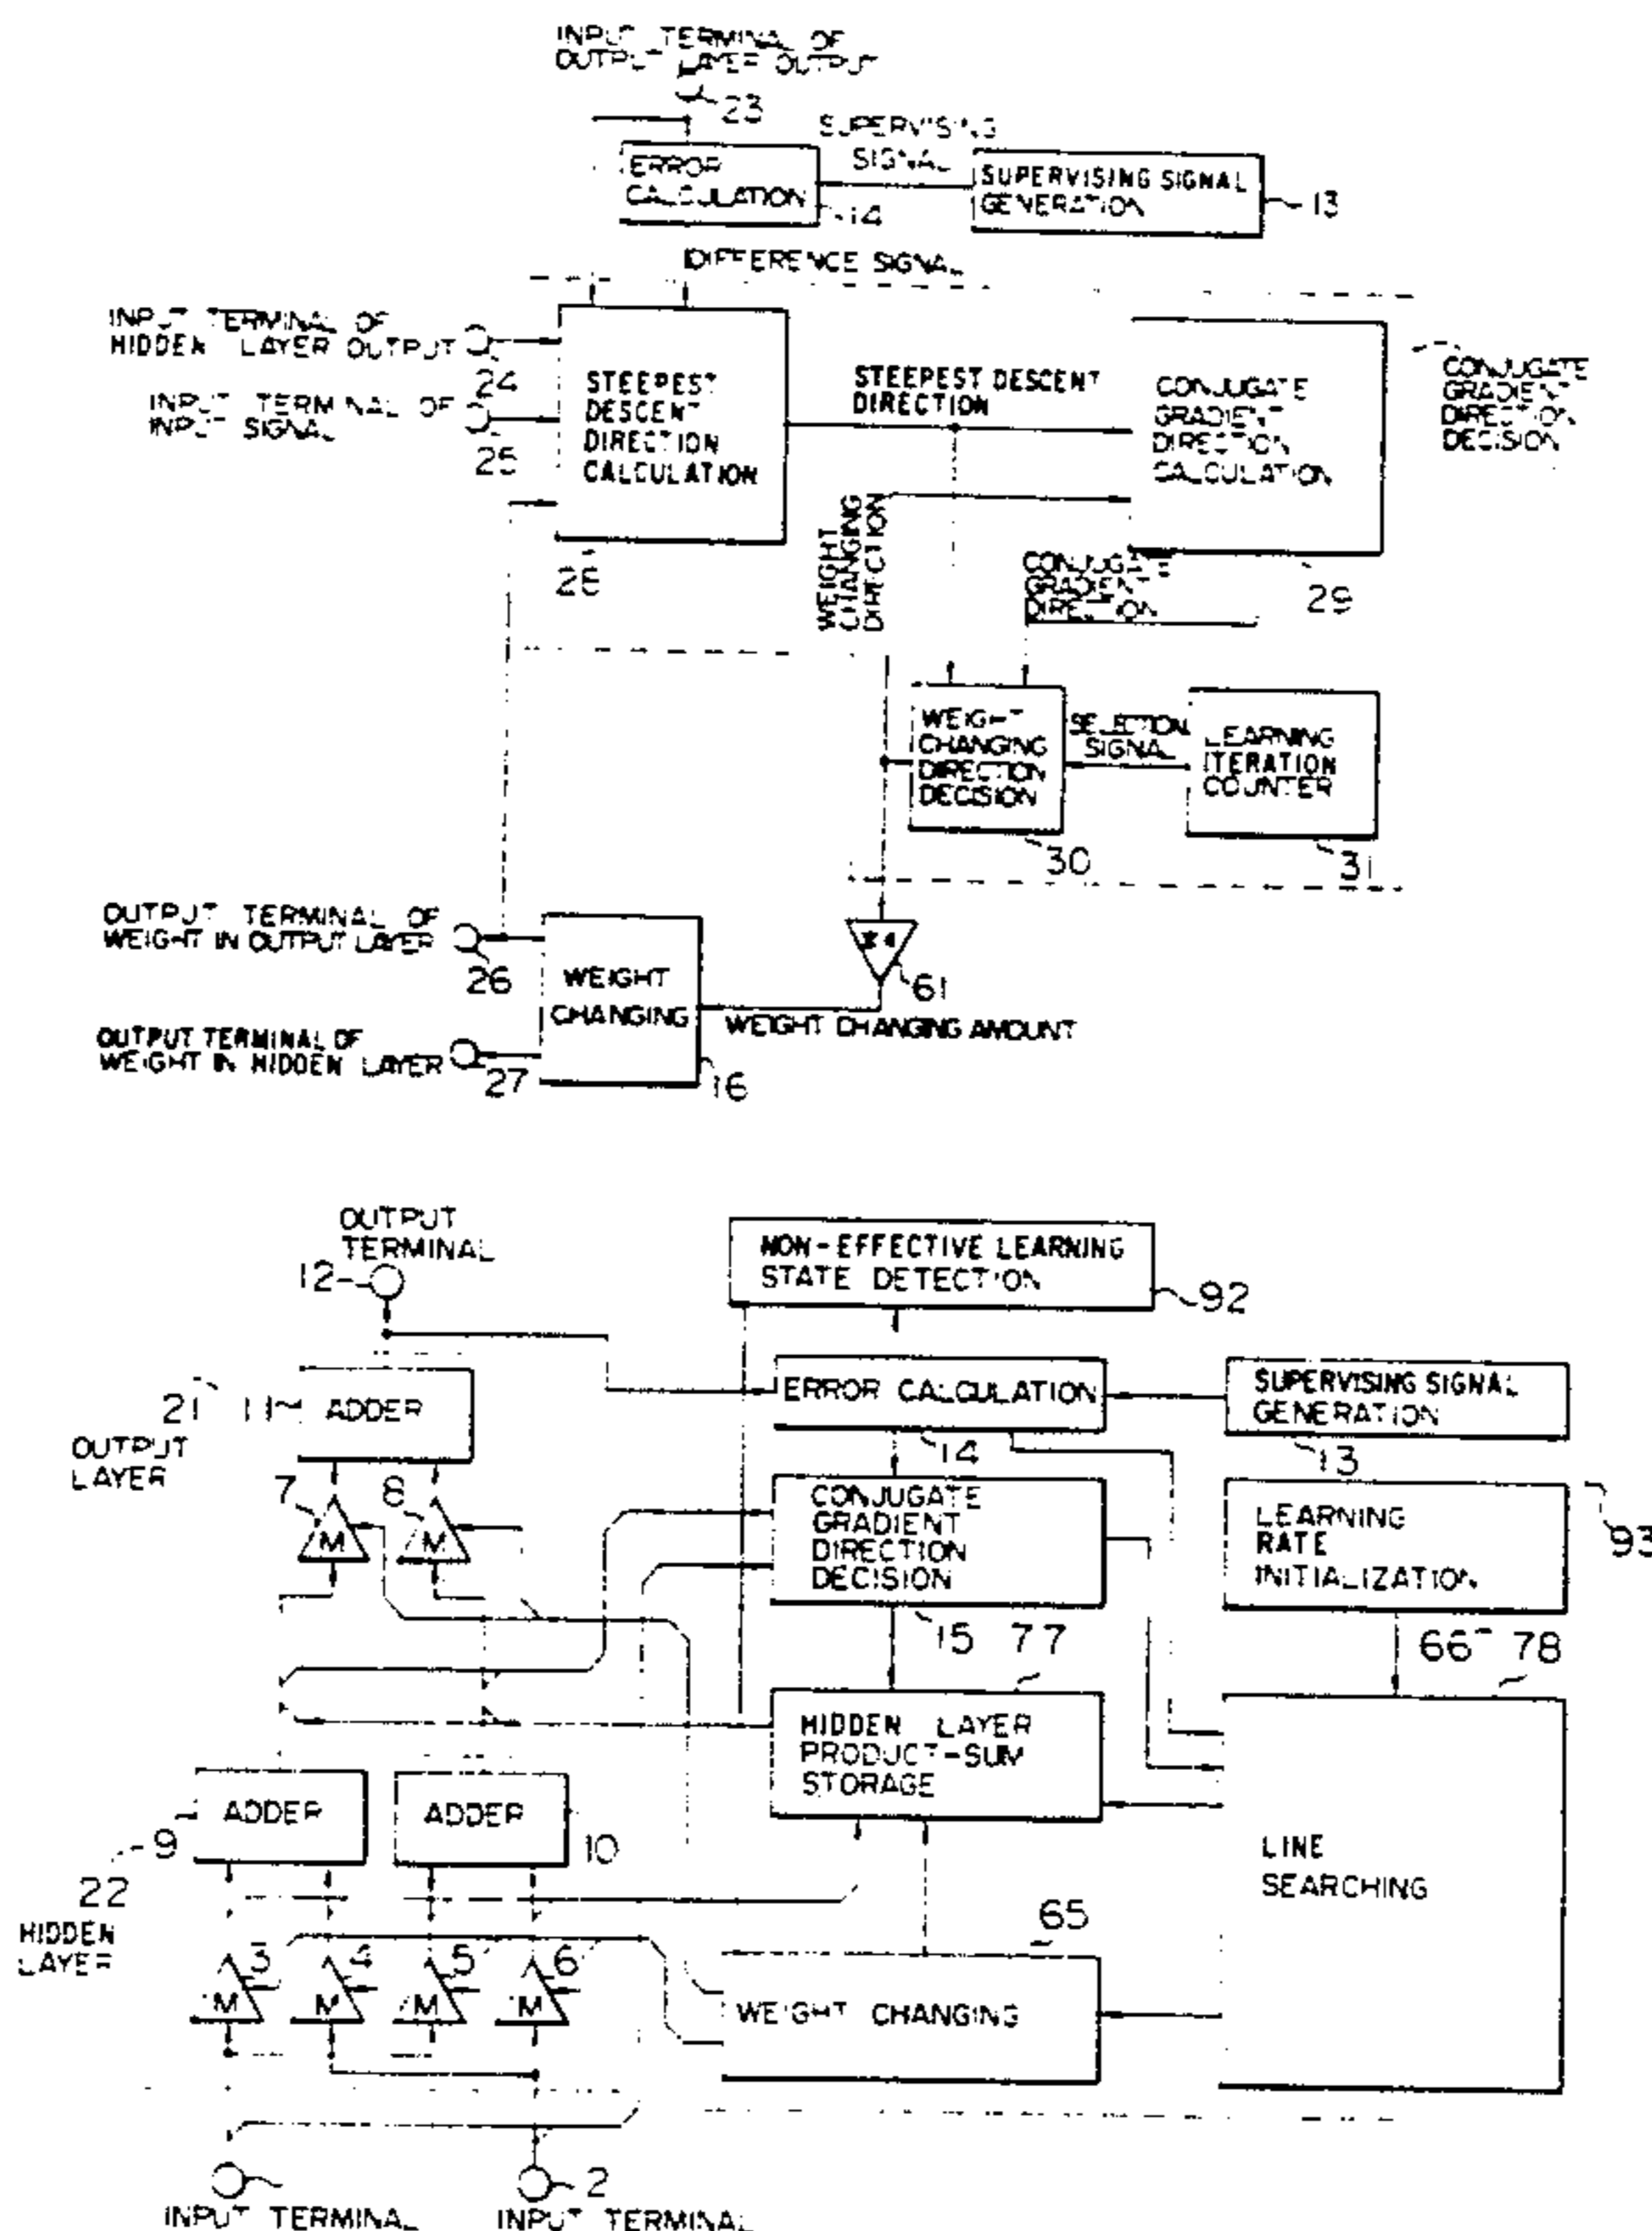 INPUT TERMINAL OF
OUTPUT LAYER OUTPUT
23
SUPERVISING
SIGNAL
ERROR
CALCULATION
14
SUPERVISING SIGNAL
GENERATION
13
DIFFERENCE SIGNAL
INPUT TERMINAL OF
HIDDEN LAYER OUTPUT
24
INPUT TERMINAL OF
INPUT SIGNAL
25
STEEPEST
DESCENT
DIRECTION
CALCULATION
28
STEEPEST DESCENT
DIRECTION
CONJUGATE
GRADIENT
DIRECTION
CALCULATION
29
CONJUGATE
GRADIENT
DIRECTION
DECISION
WEIGHT
CHANGING
DIRECTION
CONJUGATE
GRADIENT
DIRECTION
WEIGHT
CHANGING
DIRECTION
DECISION
30
SELECTION
SIGNAL
LEARNING
ITERATION
COUNTER
31
OUTPUT TERMINAL OF
WEIGHT IN OUTPUT LAYER
26
WEIGHT
CHANGING
16
61
WEIGHT CHANGING AMOUNT
OUTPUT TERMINAL OF
WEIGHT IN HIDDEN LAYER
27
OUTPUT
TERMINAL
12
NON-EFFECTIVE LEARNING
STATE DETECTION
92
21
11
ADDER
OUTPUT
LAYER
ERROR CALCULATION
14
SUPERVISING SIGNAL
GENERATION
13
7
8
M
M
CONJUGATE
GRADIENT
DIRECTION
DECISION
15
LEARNING
RATE
INITIALIZATION
93
66
77
78
HIDDEN LAYER
PRODUCT-SUM
STORAGE
ADDER
ADDER
9
10
22
HIDDEN
LAYER
LINE
SEARCHING
65
3
4
5
6
M
M
M
M
WEIGHT CHANGING
2
INPUT TERMINAL
INPUT TERMINAL